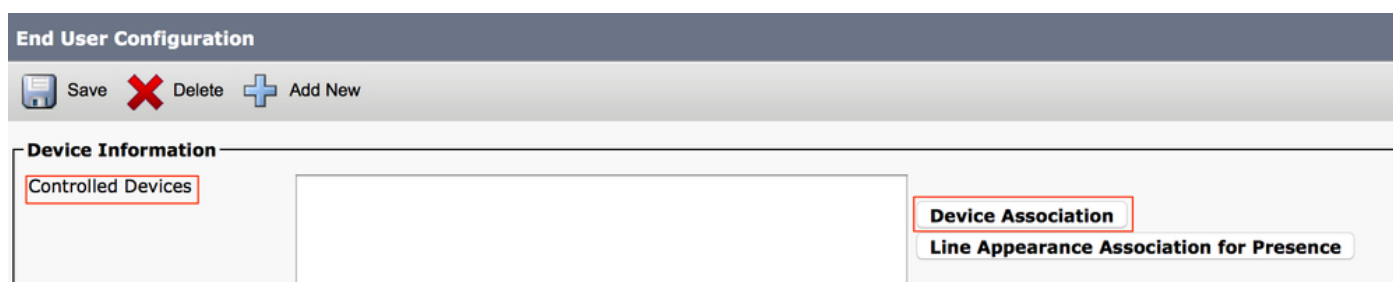 End User Configuration
Save Delete Add New
Device Information
Controlled Devices
Device Association
Line Appearance Association for Presence